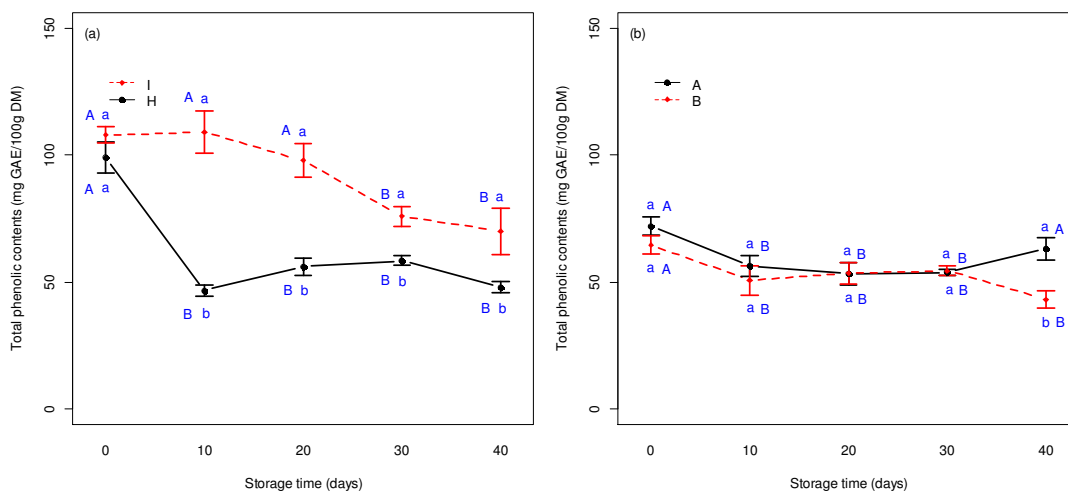 (a)
I
H
A a
A a
A a
B a
B a
A a
B b
B b
B b
B b
150
100
50
0
0 10 20 30 40
Total phenolic contents (mg GAE/100g DM)
Storage time (days)
(b)
A
B
a A
a B
a B
a B
a A
a A
a B
a B
a B
b B
150
100
50
0
0 10 20 30 40
Total phenolic contents (mg GAE/100g DM)
Storage time (days)